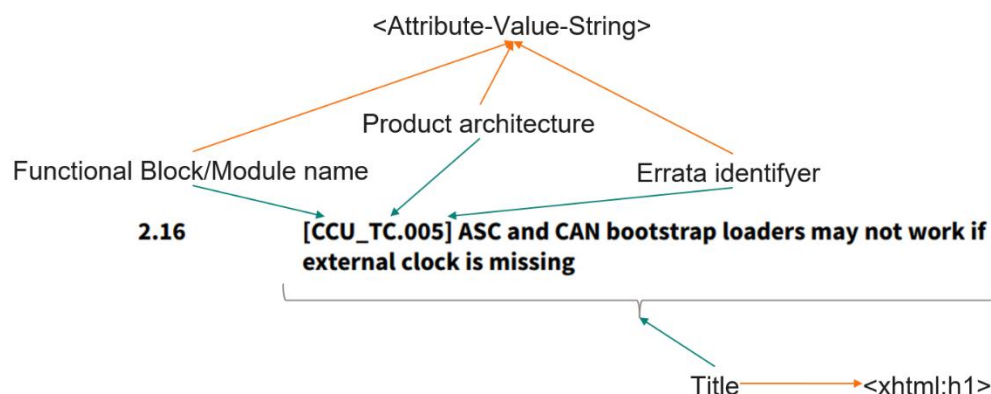 <Attribute-Value-String>
Product architecture
Functional Block/Module name
Errata identifyer
2.16 [CCU_TC.005] ASC and CAN bootstrap loaders may not work if
external clock is missing
Title <xhtml:h1>